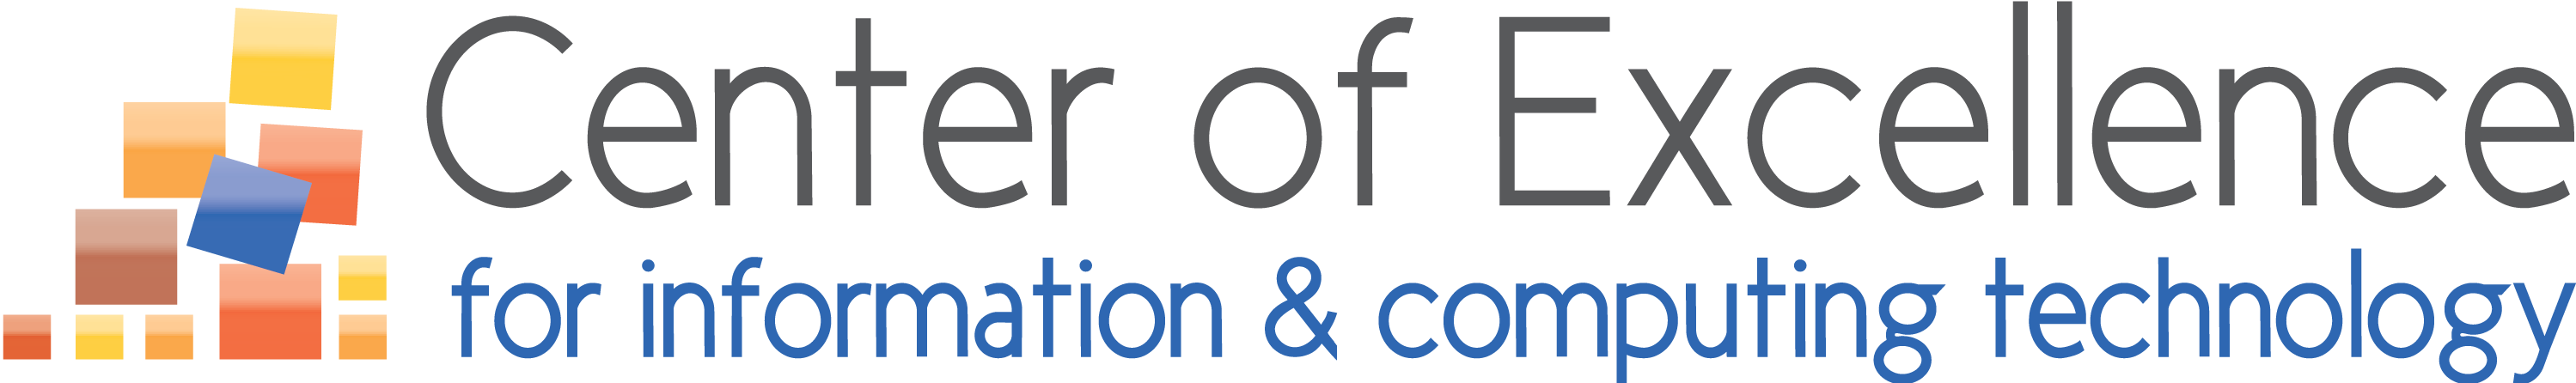 Center of Excellence
for information & computing technology